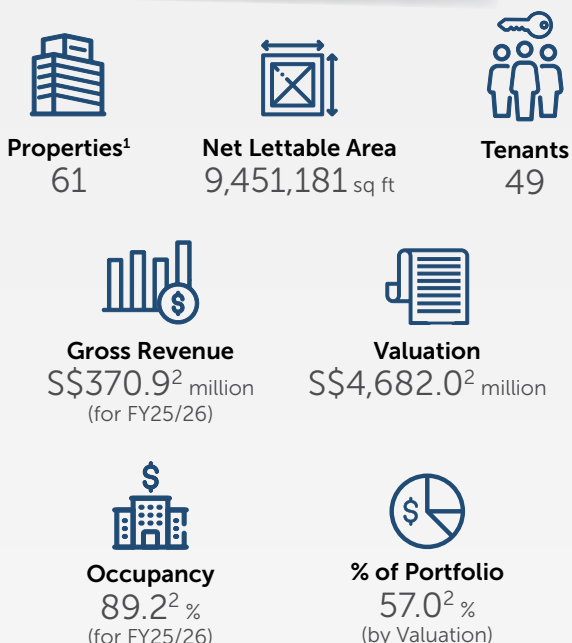 Properties¹
61
Net Lettable Area
9,451,181 sq ft
Tenants
49
$
Gross Revenue
S$370.9² million
(for FY25/26)
Valuation
S$4,682.0² million
$
Occupancy
89.2² %
(for FY25/26)
$
% of Portfolio
57.0² %
(by Valuation)